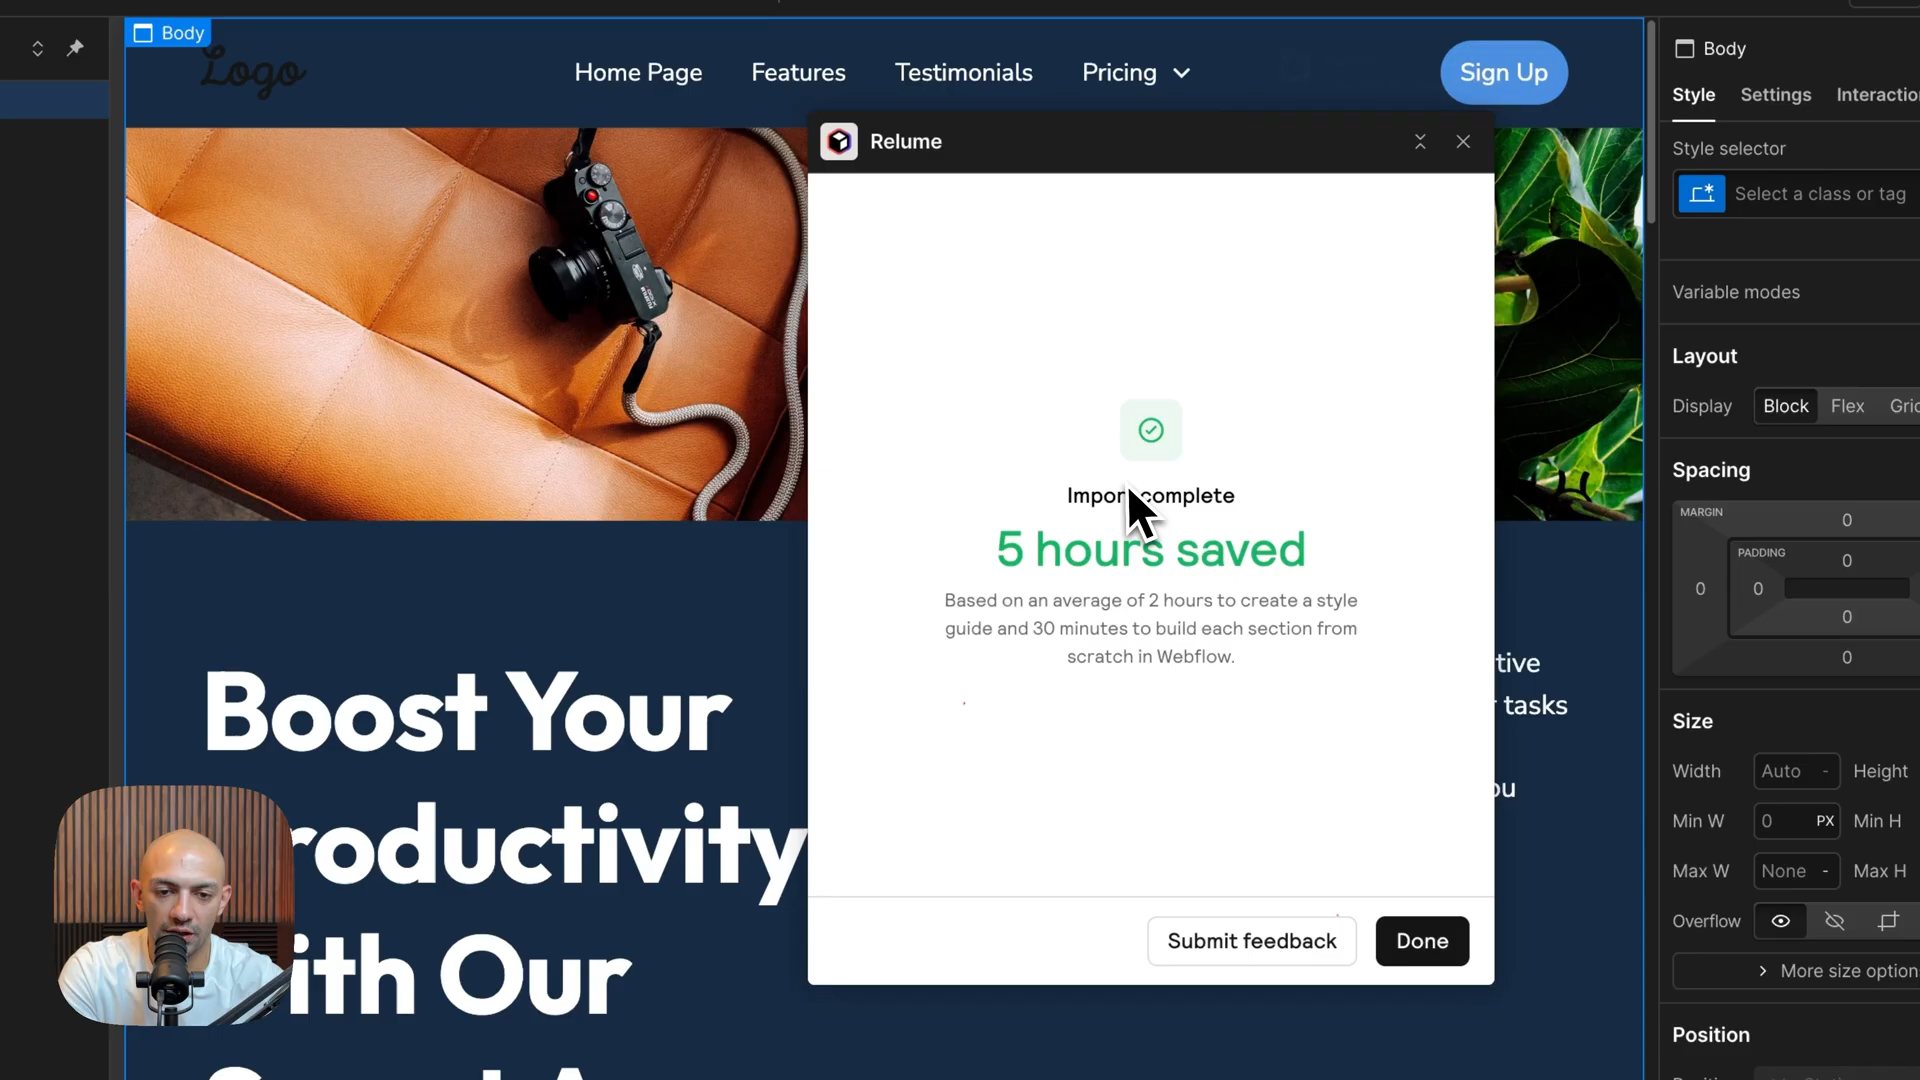 Body
Logo
Home Page
Features
Testimonials
Pricing
Sign Up
Relume
Import complete
5 hours saved
Based on an average of 2 hours to create a style
guide and 30 minutes to build each section from
scratch in Webflow.
Submit feedback
Done
Boost Your
roductivity
ith Our
tive
tasks
ou
Body
Style
Settings
Interactio
Style selector
Select a class or tag
Variable modes
Layout
Display
Block
Flex
Gric
Spacing
MARGIN
0
PADDING
0
0
0
0
0
Size
Width
Auto
-
Height
Min W
0
PX
Min H
Max W
None
-
Max H
Overflow
More size option
Position